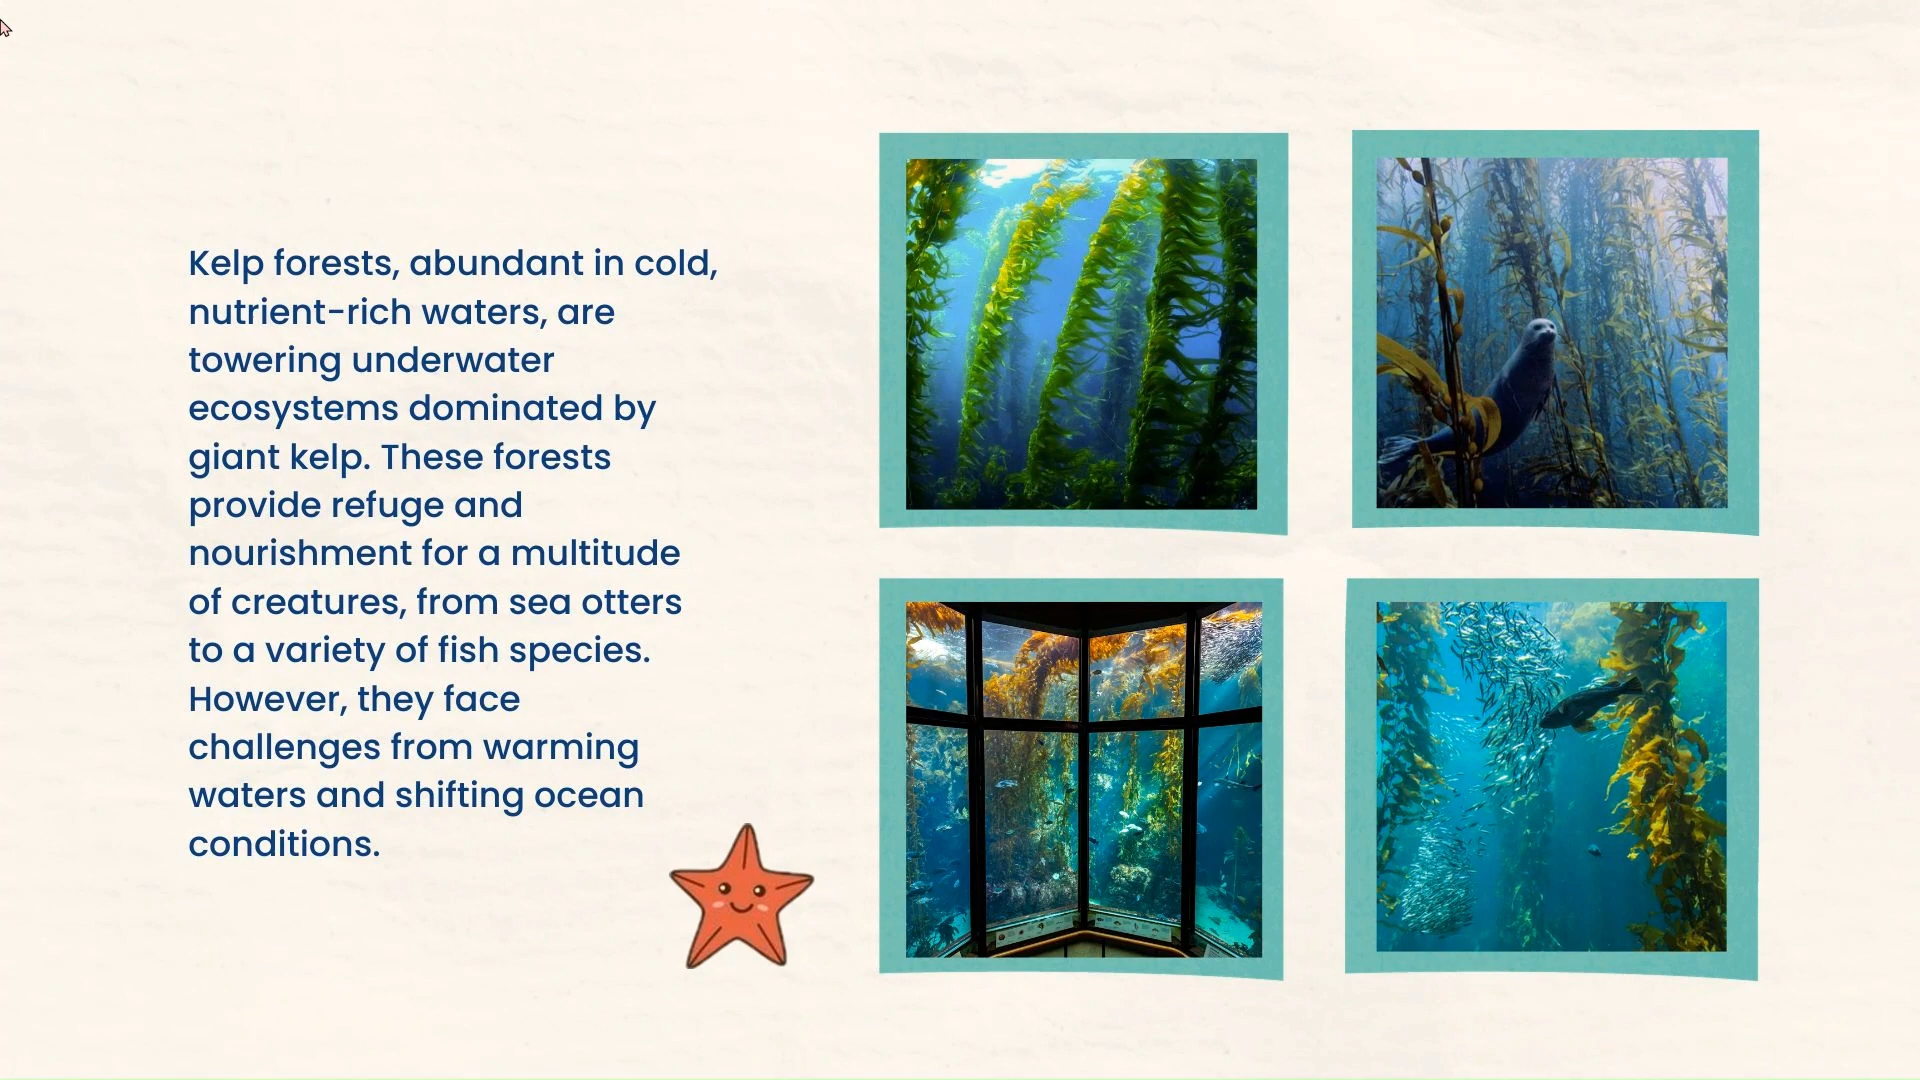 Kelp forests, abundant in cold,
nutrient-rich waters, are
towering underwater
ecosystems dominated by
giant kelp. These forests
provide refuge and
nourishment for a multitude
of creatures, from sea otters
to a variety of fish species.
However, they face
challenges from warming
waters and shifting ocean
conditions.